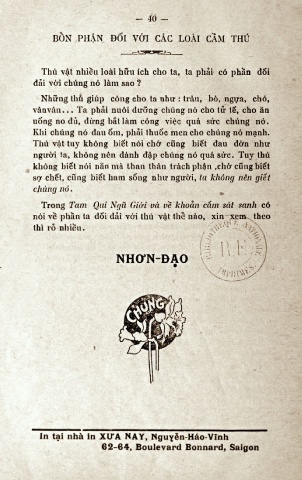 — 40 —
BỔN PHẬN ĐỐI VỚI CÁC LOÀI CẦM THÚ
Thú vật nhiều loài hữu ích cho ta, ta phải có phần đối
đải với chúng nó làm sao ?
Những thố giúp công cho ta như : trâu, bò, ngựa, chó,
vânvân... Ta phải nuôi dưỡng chúng nó cho tử tế, cho ăn
uống no đủ, đừng bắt làm công việc quá sức chúng nó.
Khi chúng nó đau ốm, phải thuốc men cho chúng nó mạnh.
Thú vật tuy không biết nói chớ cũng biết đau đớn như
người ta, không nên đánh đập chúng nó quá sức. Tuy thú
không biết nói năn mà than thân trách phận ,chớ cũng biết
sợ chết, cũng biết ham sống như người, ta không nên giết
chúng nó.
Trong Tam Qui Ngũ Giới và về khoản cấm sát sanh có
nói về phần ta đối đải với thú vật thể nào, xin xem theo
thì rỏ nhiều.
NHƠN-ĐẠO
BIBLIOTHEQUE NATIONALE
R.F.
IMPRIMÉS
CHUNG
In tại nhà in XƯA NAY, Nguyễn-Háo-Vĩnh
62-64, Boulevard Bonnard, Saigon